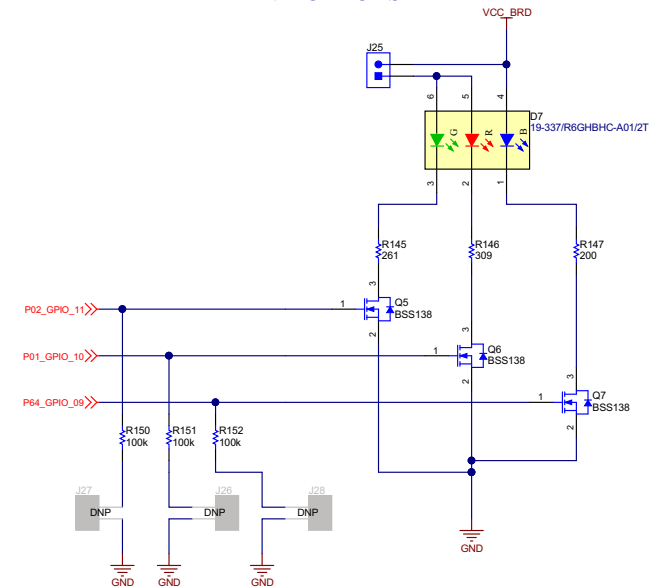 VCC_BRD
J25
6
5
4
D7
19-337/R6GHBHC-A01/2T
G
R
B
3
2
1
R145
261
R146
309
R147
200
3
Q5
P02_GPIO_11
1
BSS138
2
3
Q6
P01_GPIO_10
1
BSS138
2
3
Q7
P64_GPIO_09
1
BSS138
2
R150
100k
R151
100k
R152
100k
J27
DNP
J26
DNP
J28
DNP
GND
GND
GND
GND